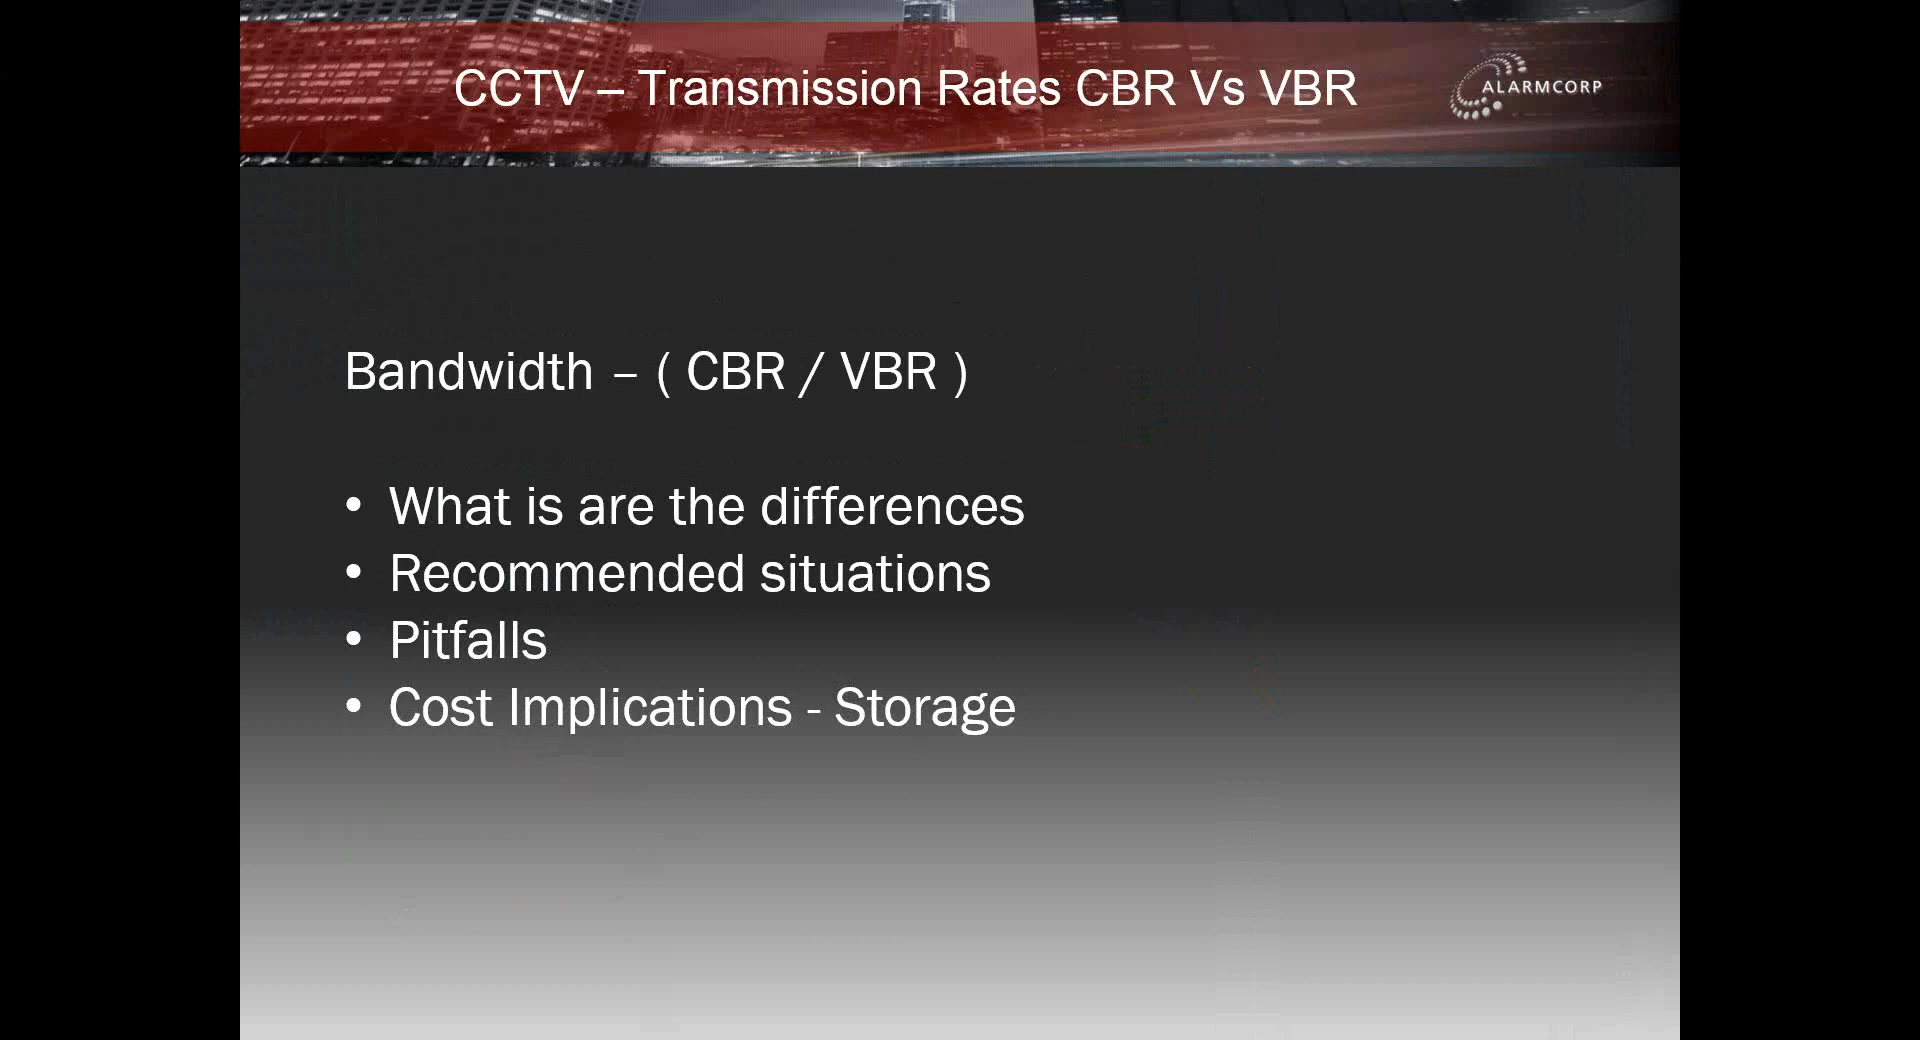 CCTV – Transmission Rates CBR Vs VBR
ALARMCORP
Bandwidth – ( CBR / VBR )
• What is are the differences
• Recommended situations
• Pitfalls
• Cost Implications - Storage